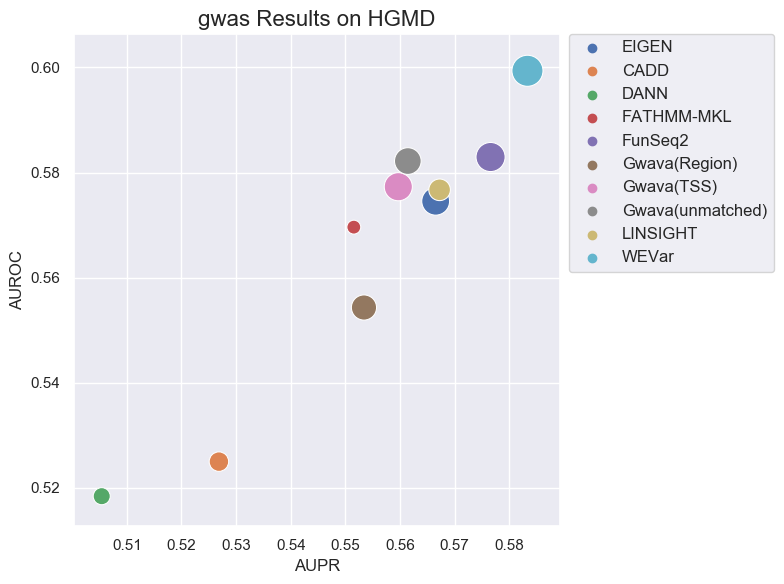 gwas Results on HGMD
AUROC
0.60
0.58
0.56
0.54
0.52
0.51 0.52 0.53 0.54 0.55 0.56 0.57 0.58
AUPR
EIGEN
CADD
DANN
FATHMM-MKL
FunSeq2
Gwava(Region)
Gwava(TSS)
Gwava(unmatched)
LINSIGHT
WEVar